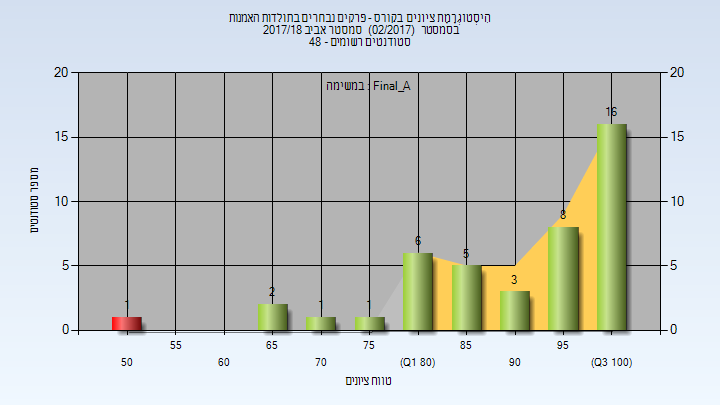 הִיסְטוֹגְרָמַת ציונים בקורס - פרקים נבחרים בתולדות האמנות
בסמסטר (02/2017) סמסטר אביב 2017/18
סטודנטים רשומים - 48
במשימה : Final_A
מספר סטודנטים
20 20
15 15
10 10
5 5
0 0
1 2 1 1 6 5 3 8 16
50 55 60 65 70 75 (Q1 80) 85 90 95 (Q3 100)
טווח ציונים